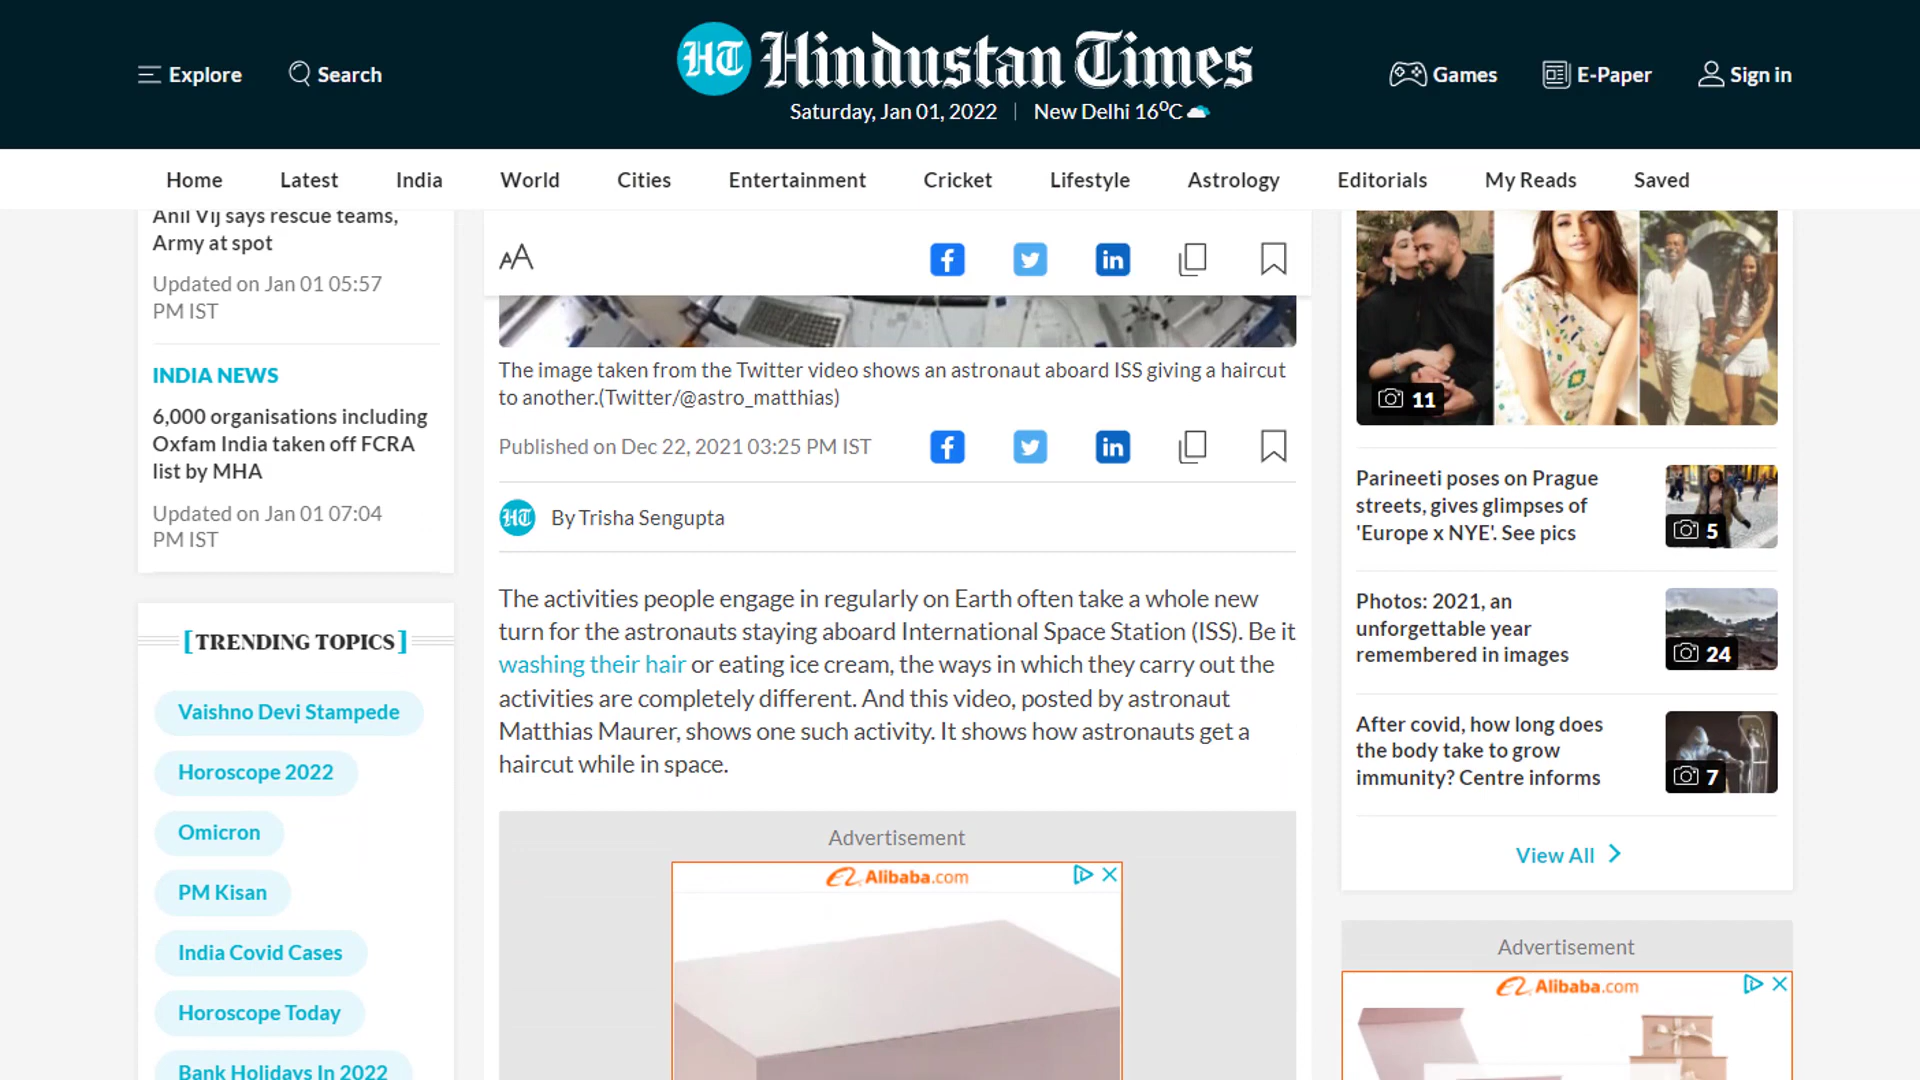 Explore
Search
HT Hindustan Times
Saturday, Jan 01, 2022 | New Delhi 16⁰C
Games
E-Paper
Sign in
Home
Latest
India
World
Cities
Entertainment
Cricket
Lifestyle
Astrology
Editorials
My Reads
Saved
Anil Vij says rescue teams,
Army at spot
Updated on Jan 01 05:57
PM IST
INDIA NEWS
6,000 organisations including
Oxfam India taken off FCRA
list by MHA
Updated on Jan 01 07:04
PM IST
[TRENDING TOPICS]
Vaishno Devi Stampede
Horoscope 2022
Omicron
PM Kisan
India Covid Cases
Horoscope Today
Bank Holidays In 2022
AA
The image taken from the Twitter video shows an astronaut aboard ISS giving a haircut
to another.(Twitter/@astro_matthias)
Published on Dec 22, 2021 03:25 PM IST
HT By Trisha Sengupta
The activities people engage in regularly on Earth often take a whole new
turn for the astronauts staying aboard International Space Station (ISS). Be it
washing their hair or eating ice cream, the ways in which they carry out the
activities are completely different. And this video, posted by astronaut
Matthias Maurer, shows one such activity. It shows how astronauts get a
haircut while in space.
Advertisement
Alibaba.com
11
Parineeti poses on Prague
streets, gives glimpses of
'Europe x NYE'. See pics
5
Photos: 2021, an
unforgettable year
remembered in images
24
After covid, how long does
the body take to grow
immunity? Centre informs
7
View All
Advertisement
Alibaba.com